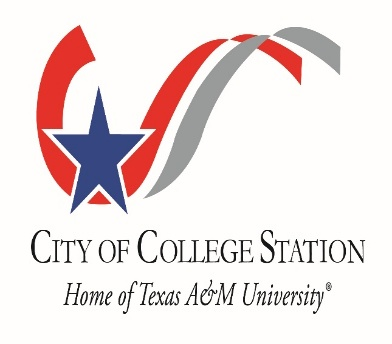 CITY OF COLLEGE STATION
Home of Texas A&M University®